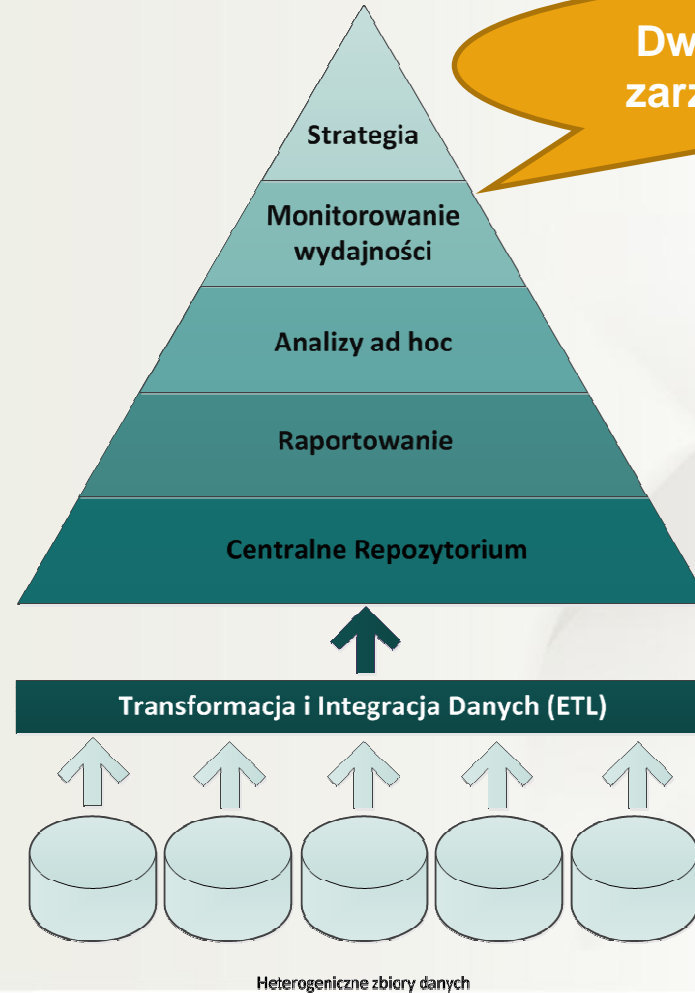 Dw
zarz
Strategia
Monitorowanie
wydajności
Analizy ad hoc
Raportowanie
Centralne Repozytorium
Transformacja i Integracja Danych (ETL)
Heterogeniczne zbiory danych